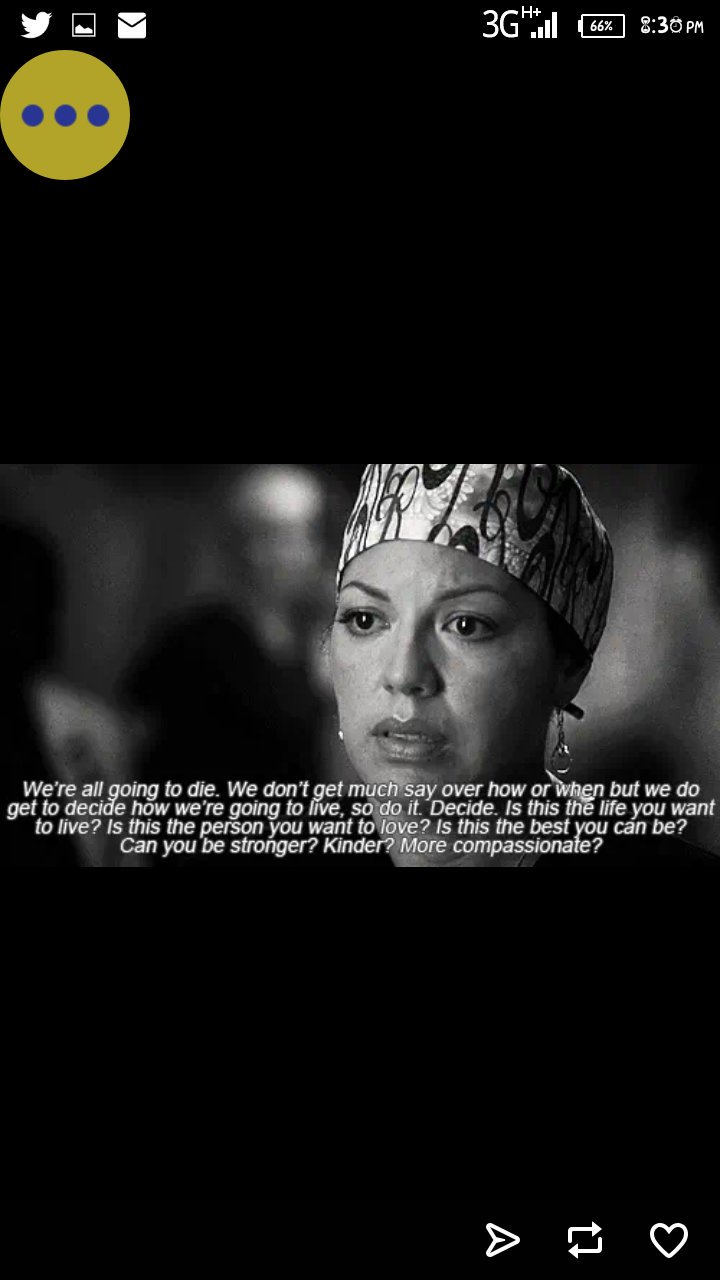 3G H+ 66% 8:30 PM
We're all going to die. We don't get much say over how or when but we do
get to decide how we're going to live, so do it. Decide. Is this the life you want
to live? Is this the person you want to love? Is this the best you can be?
Can you be stronger? Kinder? More compassionate?